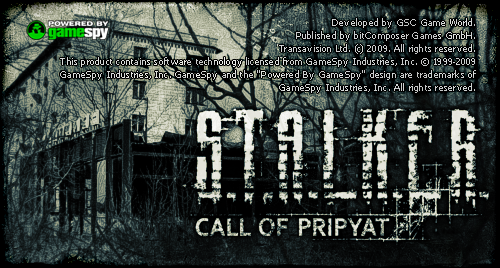 POWERED BY
gamespy
Developed by GSC Game World.
Published by bitComposer Games GmbH.
Transavision Ltd. (c) 2009. All rights reserved.
This product contains software technology licensed from GameSpy Industries, Inc. © 1999-2009
GameSpy Industries, Inc. GameSpy and the "Powered By GameSpy" design are trademarks of
GameSpy Industries, Inc. All rights reserved.
S.T.A.L.K.E.R.
CALL OF PRIPYAT